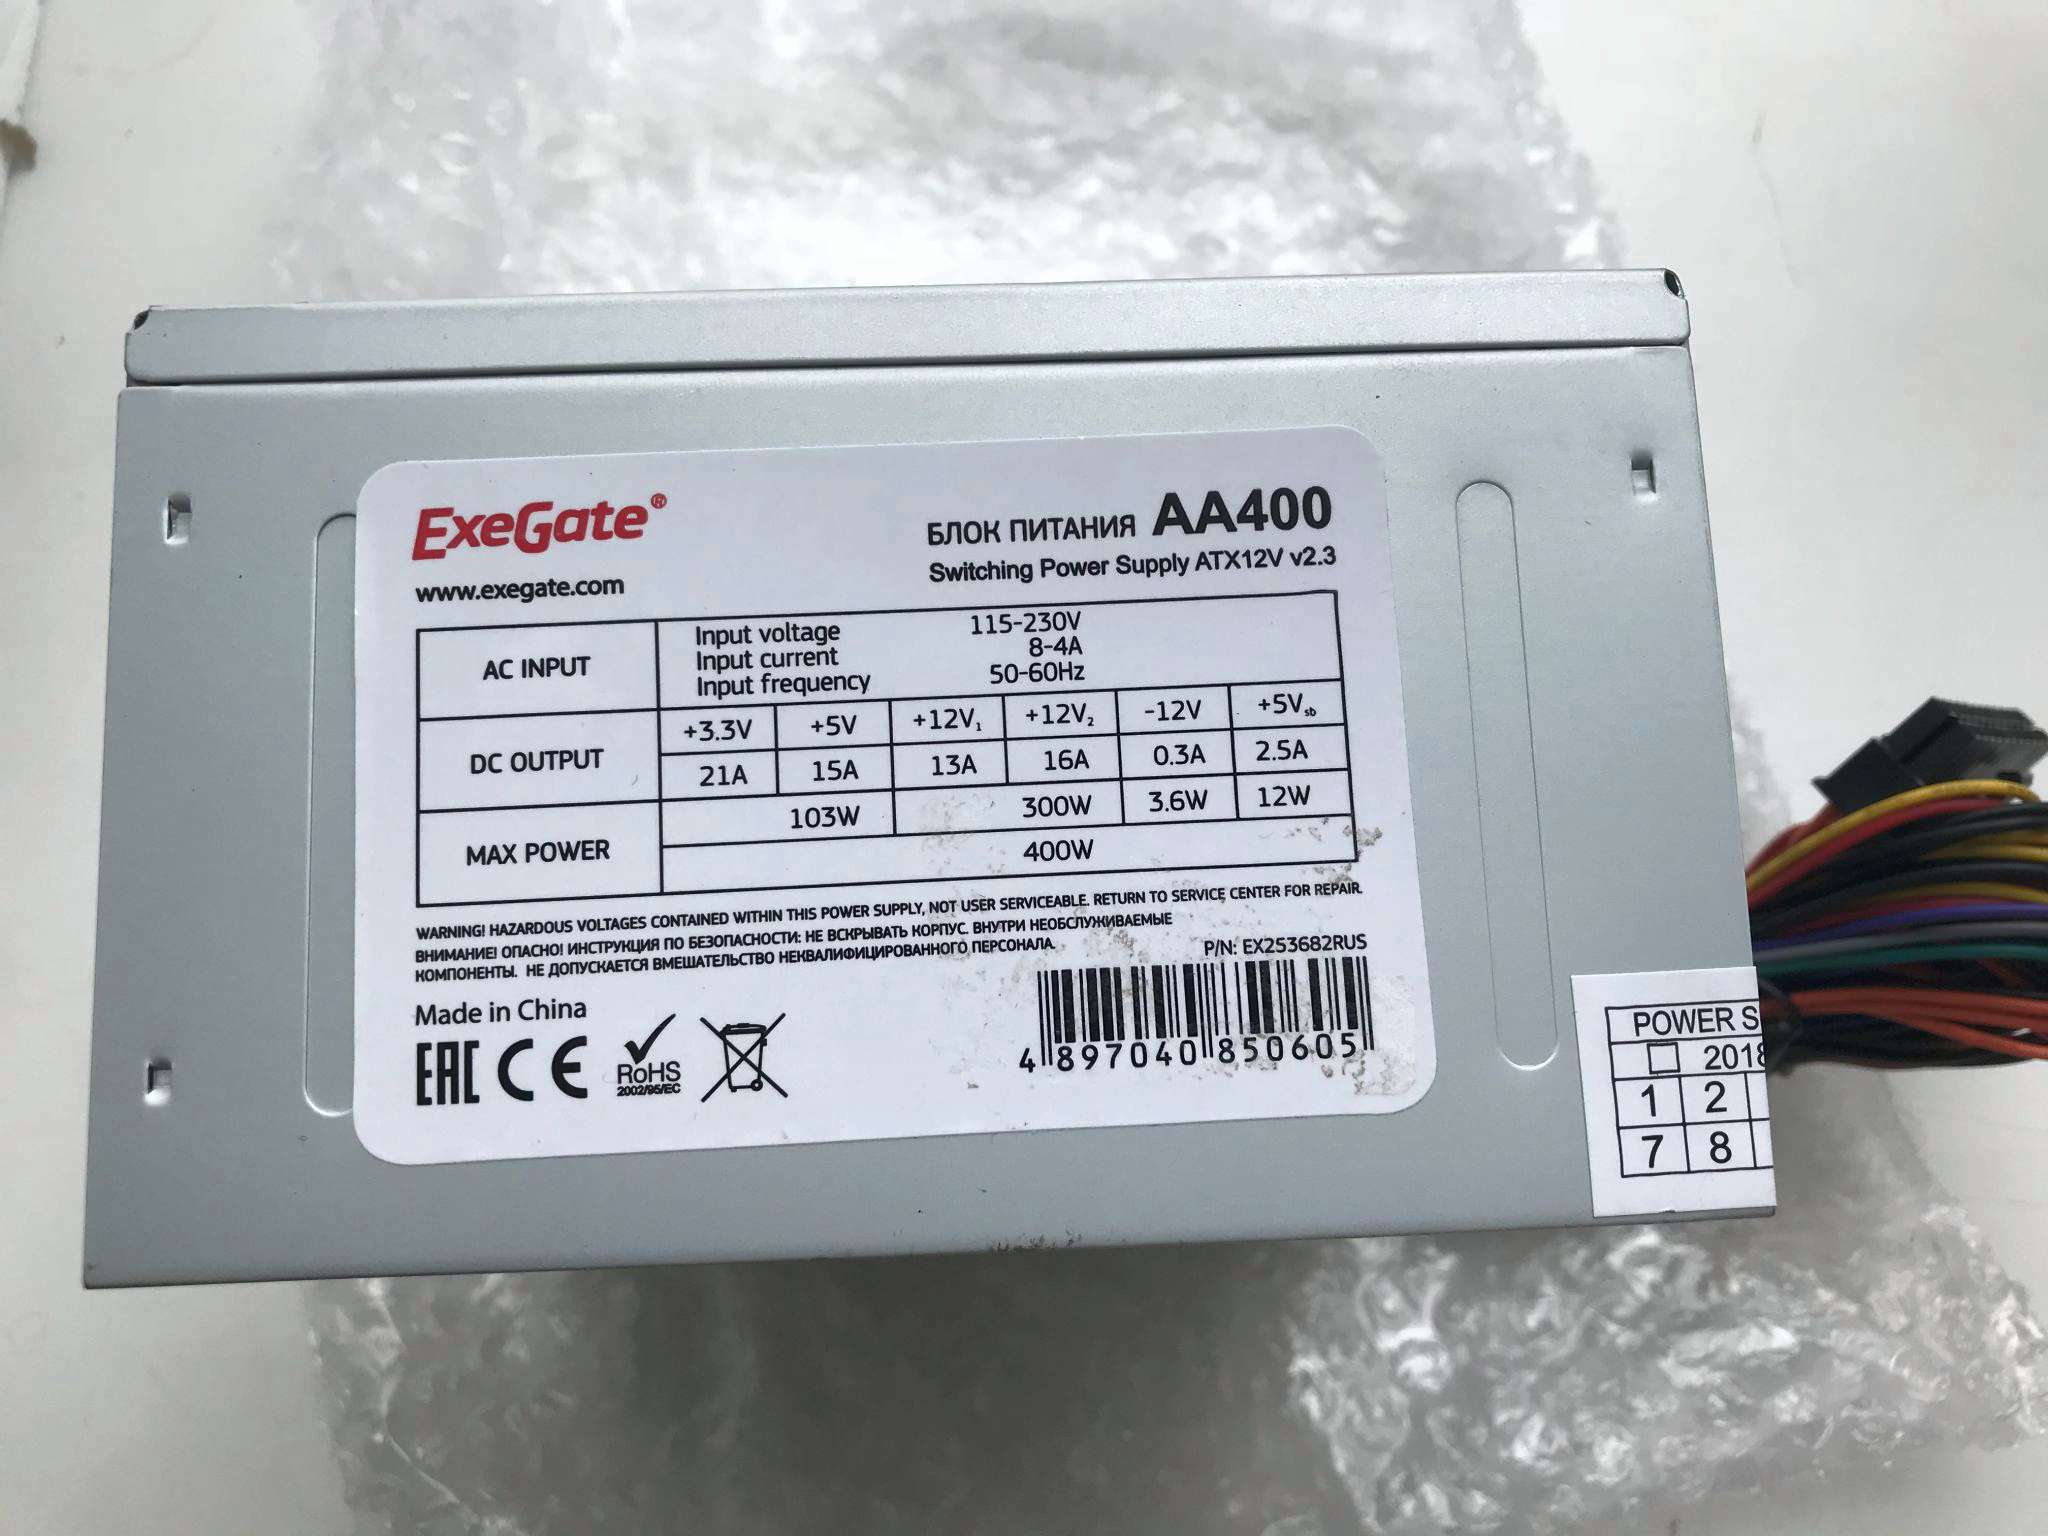 ExeGate®
www.exegate.com
БЛОК ПИТАНИЯ AA400
Switching Power Supply ATX12V v2.3
AC INPUT
Input voltage 115-230V
Input current 8-4A
Input frequency 50-60Hz
DC OUTPUT
+3.3V +5V +12V₁ +12V₂ -12V +5Vsb
21A 15A 13A 16A 0.3A 2.5A
MAX POWER
103W 300W 3.6W 12W
400W
WARNING! HAZARDOUS VOLTAGES CONTAINED WITHIN THIS POWER SUPPLY, NOT USER SERVICEABLE. RETURN TO SERVICE CENTER FOR REPAIR.
ВНИМАНИЕ! ОПАСНО! ИНСТРУКЦИЯ ПО БЕЗОПАСНОСТИ: НЕ ВСКРЫВАТЬ КОРПУС. ВНУТРИ НЕОБСЛУЖИВАЕМЫЕ
КОМПОНЕНТЫ. НЕ ДОПУСКАЕТСЯ ВМЕШАТЕЛЬСТВО НЕКВАЛИФИЦИРОВАННОГО ПЕРСОНАЛА.
P/N: EX253682RUS
Made in China
EAC CE
RoHS
2002/95/EC
4 897040 850605
POWER S
2018
1 2
7 8